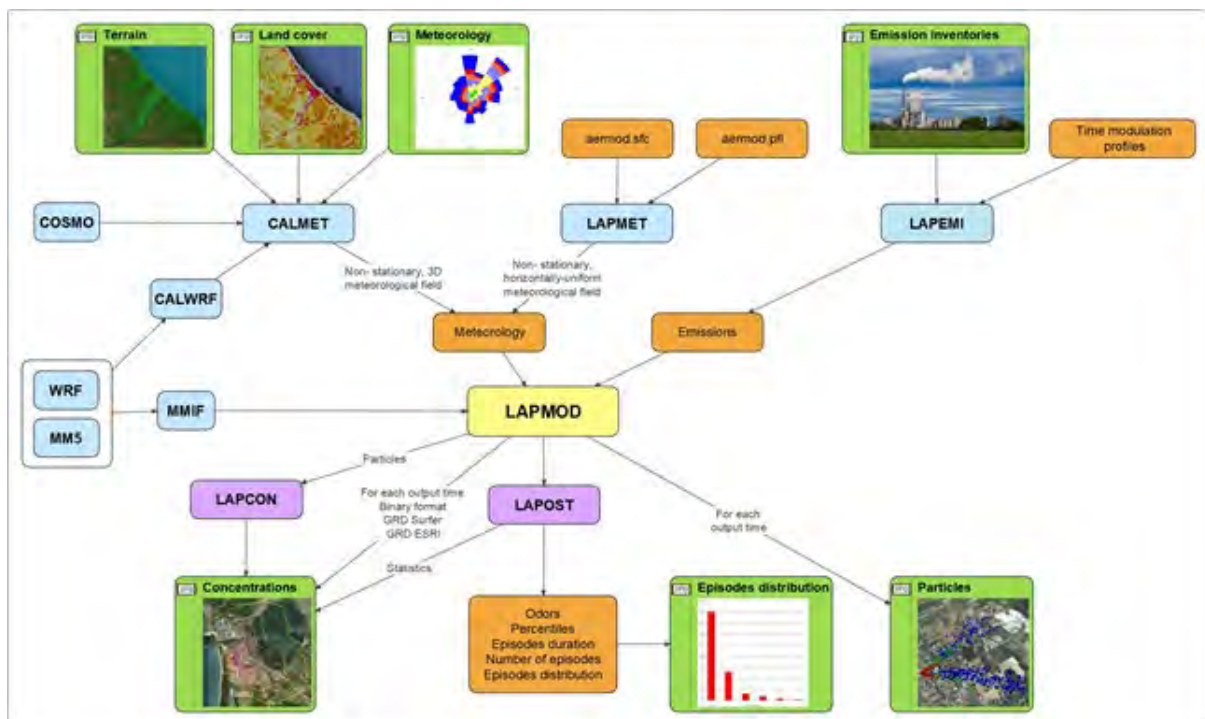 Terrain
Land cover
Meteorology
Emission inventories
aermod.sfc
aermod.pfl
Time modulation
profiles
COSMO
CALMET
LAPMET
LAPEMI
Non- stationary, 3D
meteorological field
Non- stationary,
horizontally-uniform
meteorological field
CALWRF
Meteorology
Emissions
WRF
MM5
MMIF
LAPMOD
Particles
LAPCON
For each output time
Binary format
GRD Surfer
GRD ESRI
LAPOST
For each
output time
Statistics
Concentrations
Odors
Percentiles
Episodes duration
Number of episodes
Episodes distribution
Episodes distribution
Particles